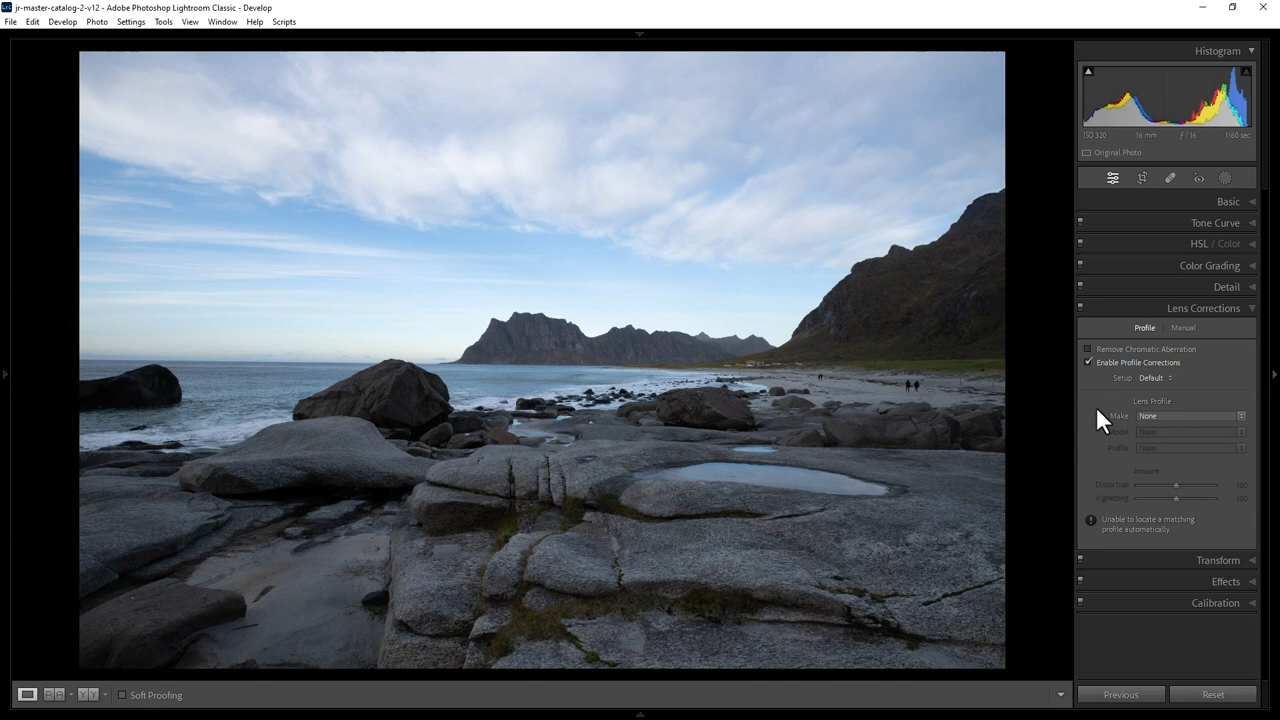 jr-master-catalog-2-v12 - Adobe Photoshop Lightroom Classic - Develop
File Edit Develop Photo Settings Tools View Window Help Scripts
Histogram
ISO 320 16 mm ƒ / 16 1/60 sec
Original Photo
Basic
Tone Curve
HSL / Color
Color Grading
Detail
Lens Corrections
Profile Manual
Remove Chromatic Aberration
Enable Profile Corrections
Setup Default
Lens Profile
Make None
Model None
Profile None
Amount
Distortion 100
Vignetting 100
Unable to locate a matching
profile automatically.
Transform
Effects
Calibration
Soft Proofing
Previous Reset